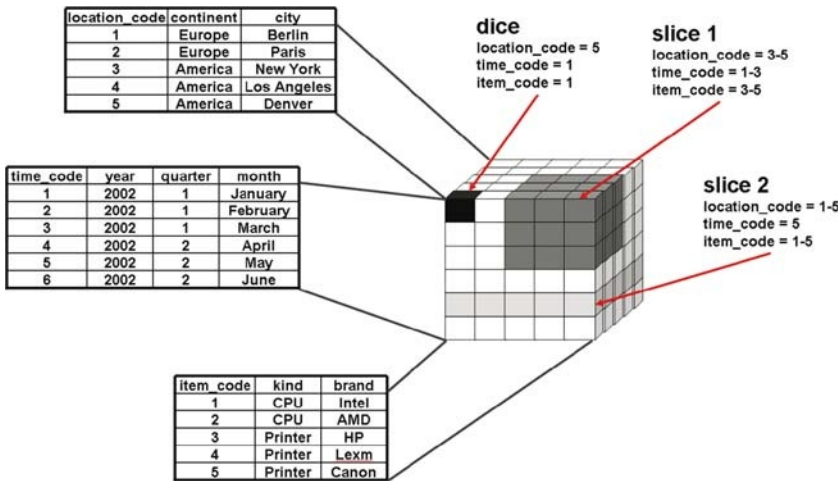 location_code continent city
1 Europe Berlin
2 Europe Paris
3 America New York
4 America Los Angeles
5 America Denver
dice
location_code = 5
time_code = 1
item_code = 1
slice 1
location_code = 3-5
time_code = 1-3
item_code = 3-5
time_code year quarter month
1 2002 1 January
2 2002 1 February
3 2002 1 March
4 2002 2 April
5 2002 2 May
6 2002 2 June
slice 2
location_code = 1-5
time_code = 5
item_code = 1-5
item_code kind brand
1 CPU Intel
2 CPU AMD
3 Printer HP
4 Printer Lexm
5 Printer Canon